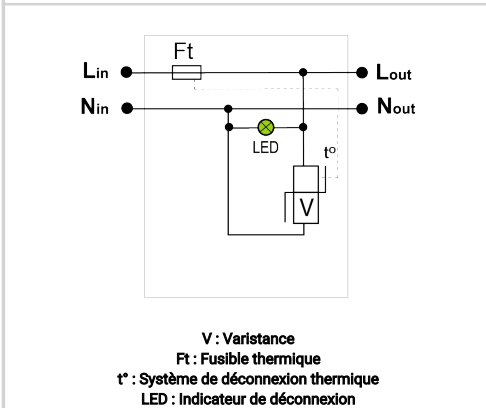 Ft
Lin Lout
Nin Nout
LED
t°
V
V : Varistance
Ft : Fusible thermique
t° : Système de déconnexion thermique
LED : Indicateur de déconnexion